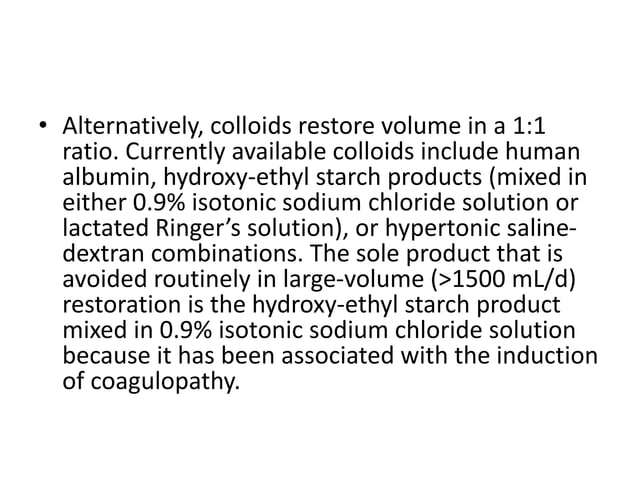 • Alternatively, colloids restore volume in a 1:1
ratio. Currently available colloids include human
albumin, hydroxy-ethyl starch products (mixed in
either 0.9% isotonic sodium chloride solution or
lactated Ringer’s solution), or hypertonic saline-
dextran combinations. The sole product that is
avoided routinely in large-volume (>1500 mL/d)
restoration is the hydroxy-ethyl starch product
mixed in 0.9% isotonic sodium chloride solution
because it has been associated with the induction
of coagulopathy.